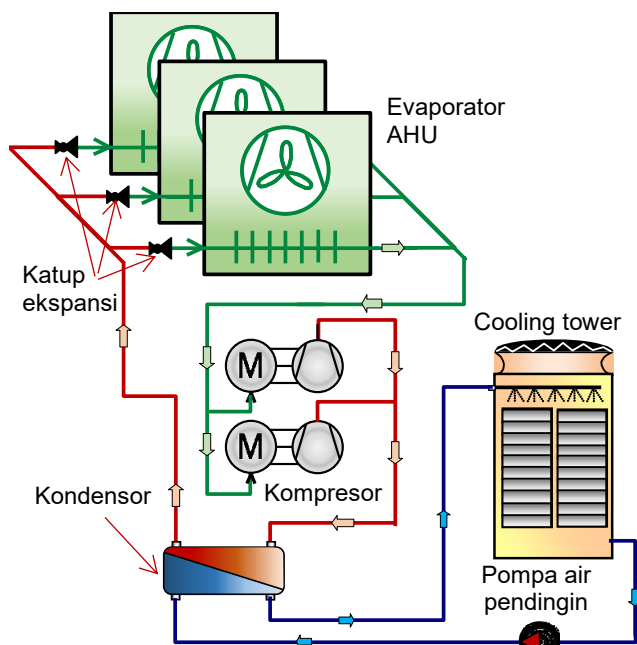 Evaporator
AHU
Katup
ekspansi
Cooling tower
M
M
Kompresor
Kondensor
Pompa air
pendingin